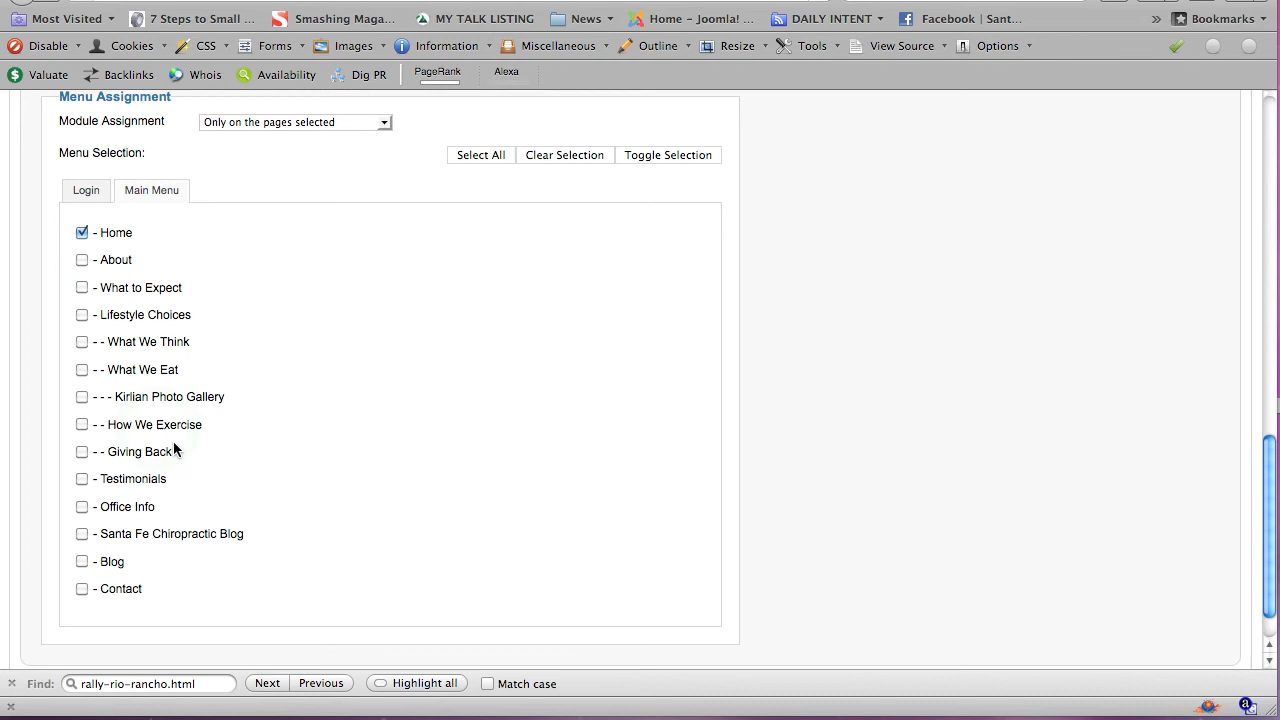 Most Visited 7 Steps to Small ... Smashing Maga... MY TALK LISTING News Home – Joomla! ... DAILY INTENT Facebook | Sant... » Bookmarks
Disable Cookies CSS Forms Images Information Miscellaneous Outline Resize Tools View Source Options
Valuate Backlinks Whois Availability Dig PR PageRank Alexa
Menu Assignment
Module Assignment Only on the pages selected
Menu Selection: Select All Clear Selection Toggle Selection
Login Main Menu
- Home
- About
- What to Expect
- Lifestyle Choices
- - What We Think
- - What We Eat
- - - Kirlian Photo Gallery
- - How We Exercise
- - Giving Back
- Testimonials
- Office Info
- Santa Fe Chiropractic Blog
- Blog
- Contact
Find: rally-rio-rancho.html Next Previous Highlight all Match case